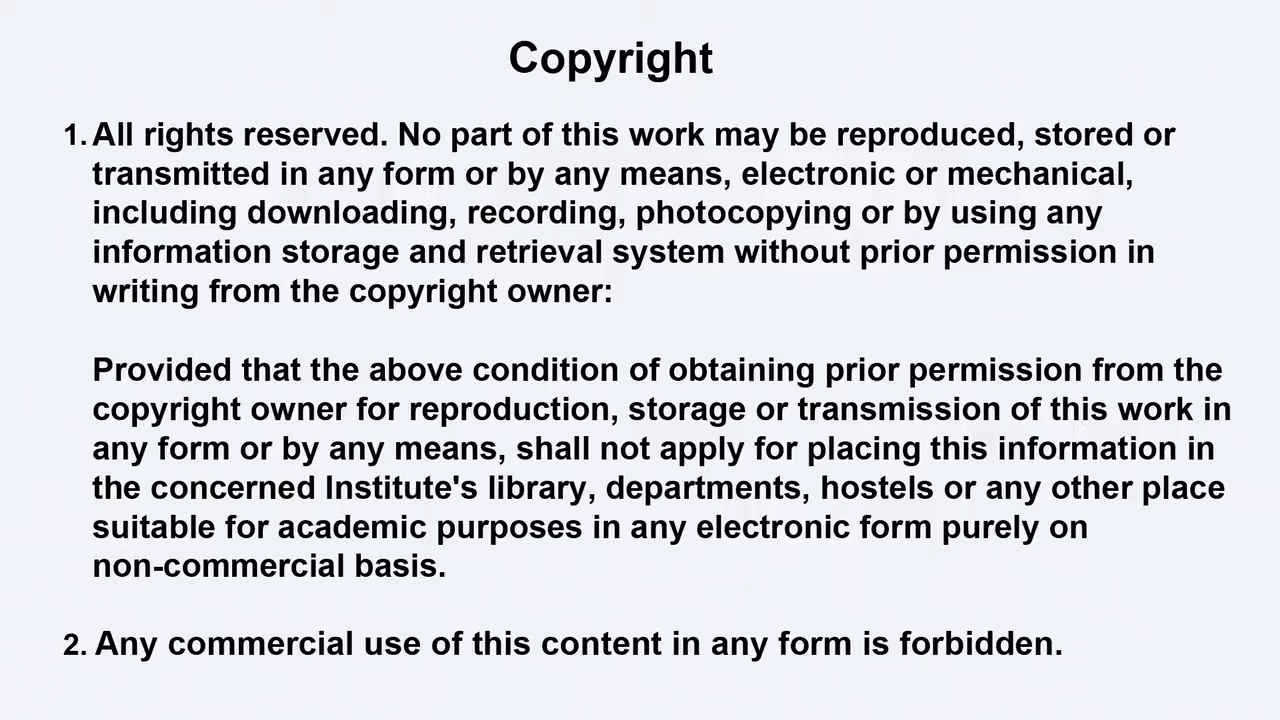 Copyright
1. All rights reserved. No part of this work may be reproduced, stored or
transmitted in any form or by any means, electronic or mechanical,
including downloading, recording, photocopying or by using any
information storage and retrieval system without prior permission in
writing from the copyright owner:
Provided that the above condition of obtaining prior permission from the
copyright owner for reproduction, storage or transmission of this work in
any form or by any means, shall not apply for placing this information in
the concerned Institute's library, departments, hostels or any other place
suitable for academic purposes in any electronic form purely on
non-commercial basis.
2. Any commercial use of this content in any form is forbidden.